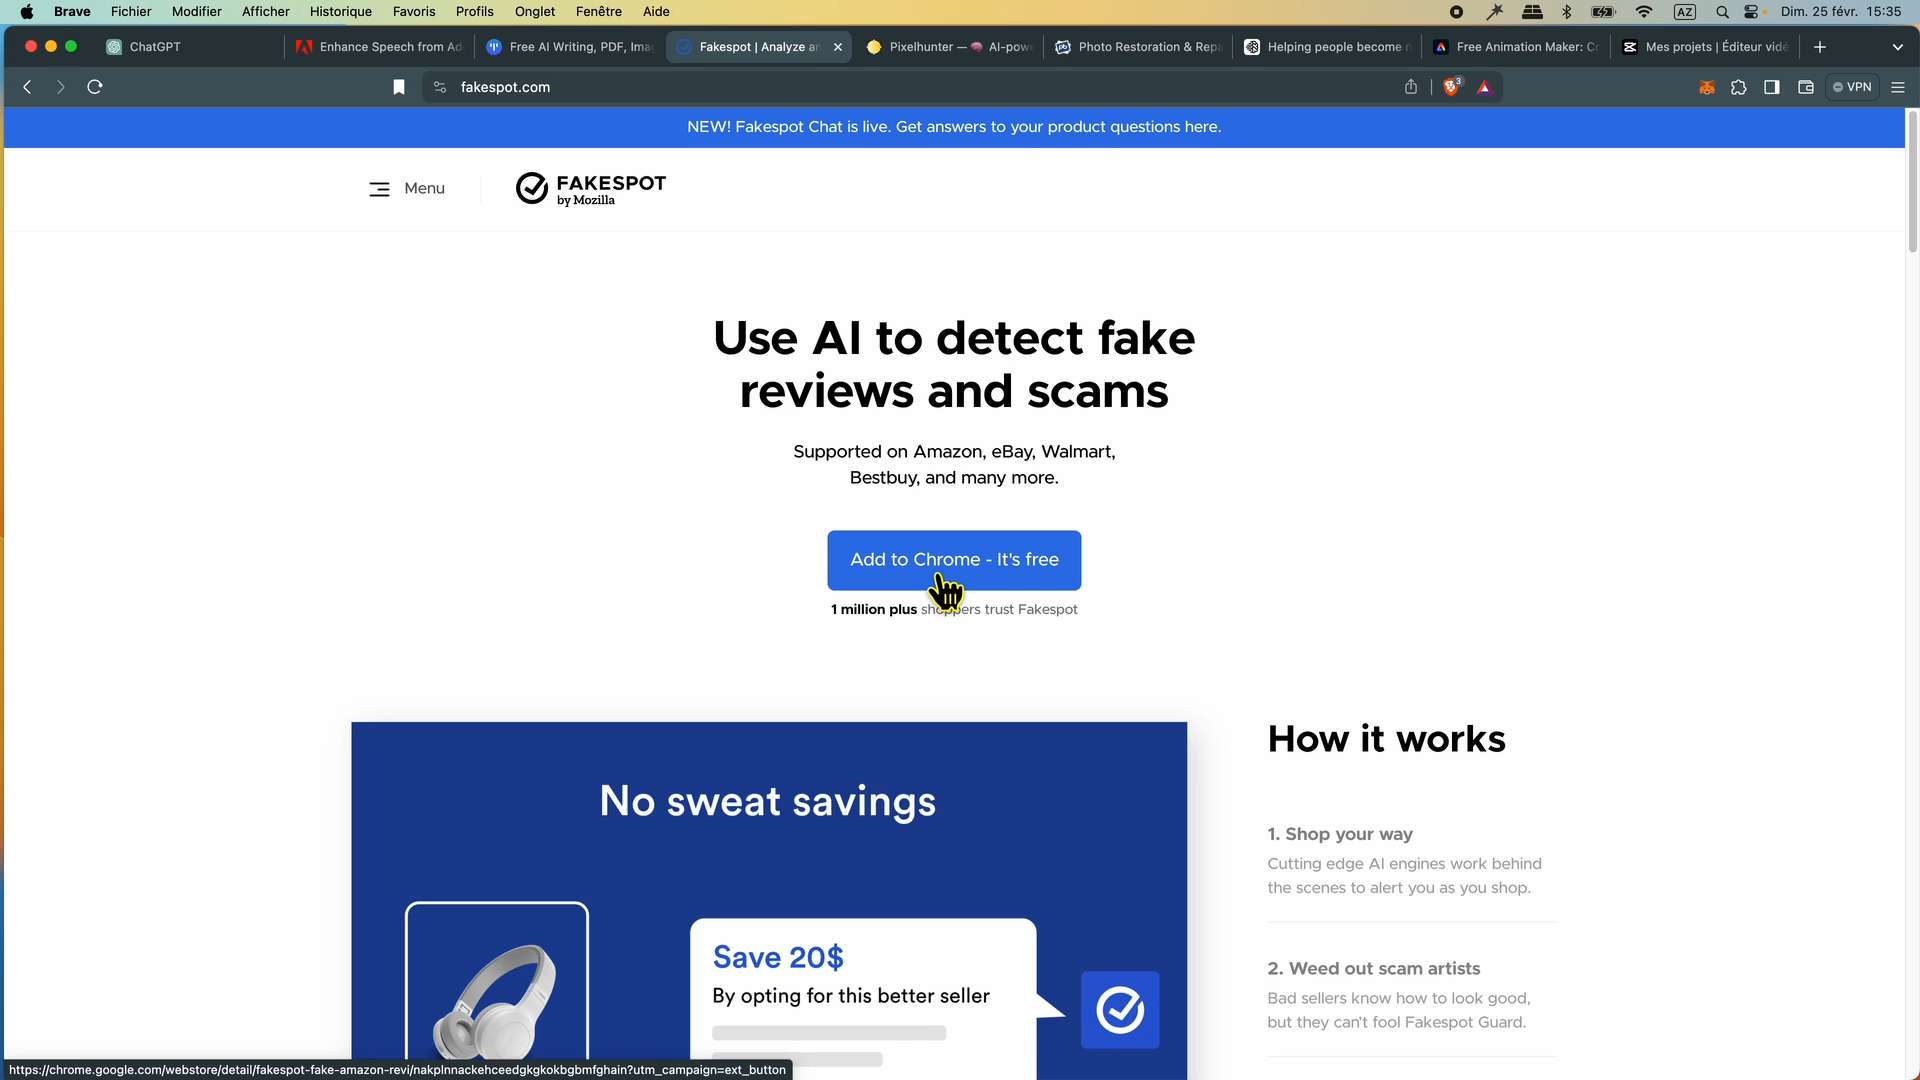 Brave Fichier Modifier Afficher Historique Favoris Profils Onglet Fenêtre Aide AZ Dim. 25 févr. 15:35
ChatGPT Enhance Speech from Ad Free AI Writing, PDF, Ima Fakespot | Analyze an Pixelhunter — AI-powe Photo Restoration & Repa Helping people become Free Animation Maker: Cr Mes projets | Éditeur vidé
fakespot.com 3 VPN
NEW! Fakespot Chat is live. Get answers to your product questions here.
Menu
FAKESPOT
by Mozilla
Use AI to detect fake
reviews and scams
Supported on Amazon, eBay, Walmart,
Bestbuy, and many more.
Add to Chrome - It's free
1 million plus shoppers trust Fakespot
No sweat savings
Save 20$
By opting for this better seller
How it works
1. Shop your way
Cutting edge AI engines work behind
the scenes to alert you as you shop.
2. Weed out scam artists
Bad sellers know how to look good,
but they can't fool Fakespot Guard.
https://chrome.google.com/webstore/detail/fakespot-fake-amazon-revi/nakplnnackehceedgkgkokbgbmfghain?utm_campaign=ext_button